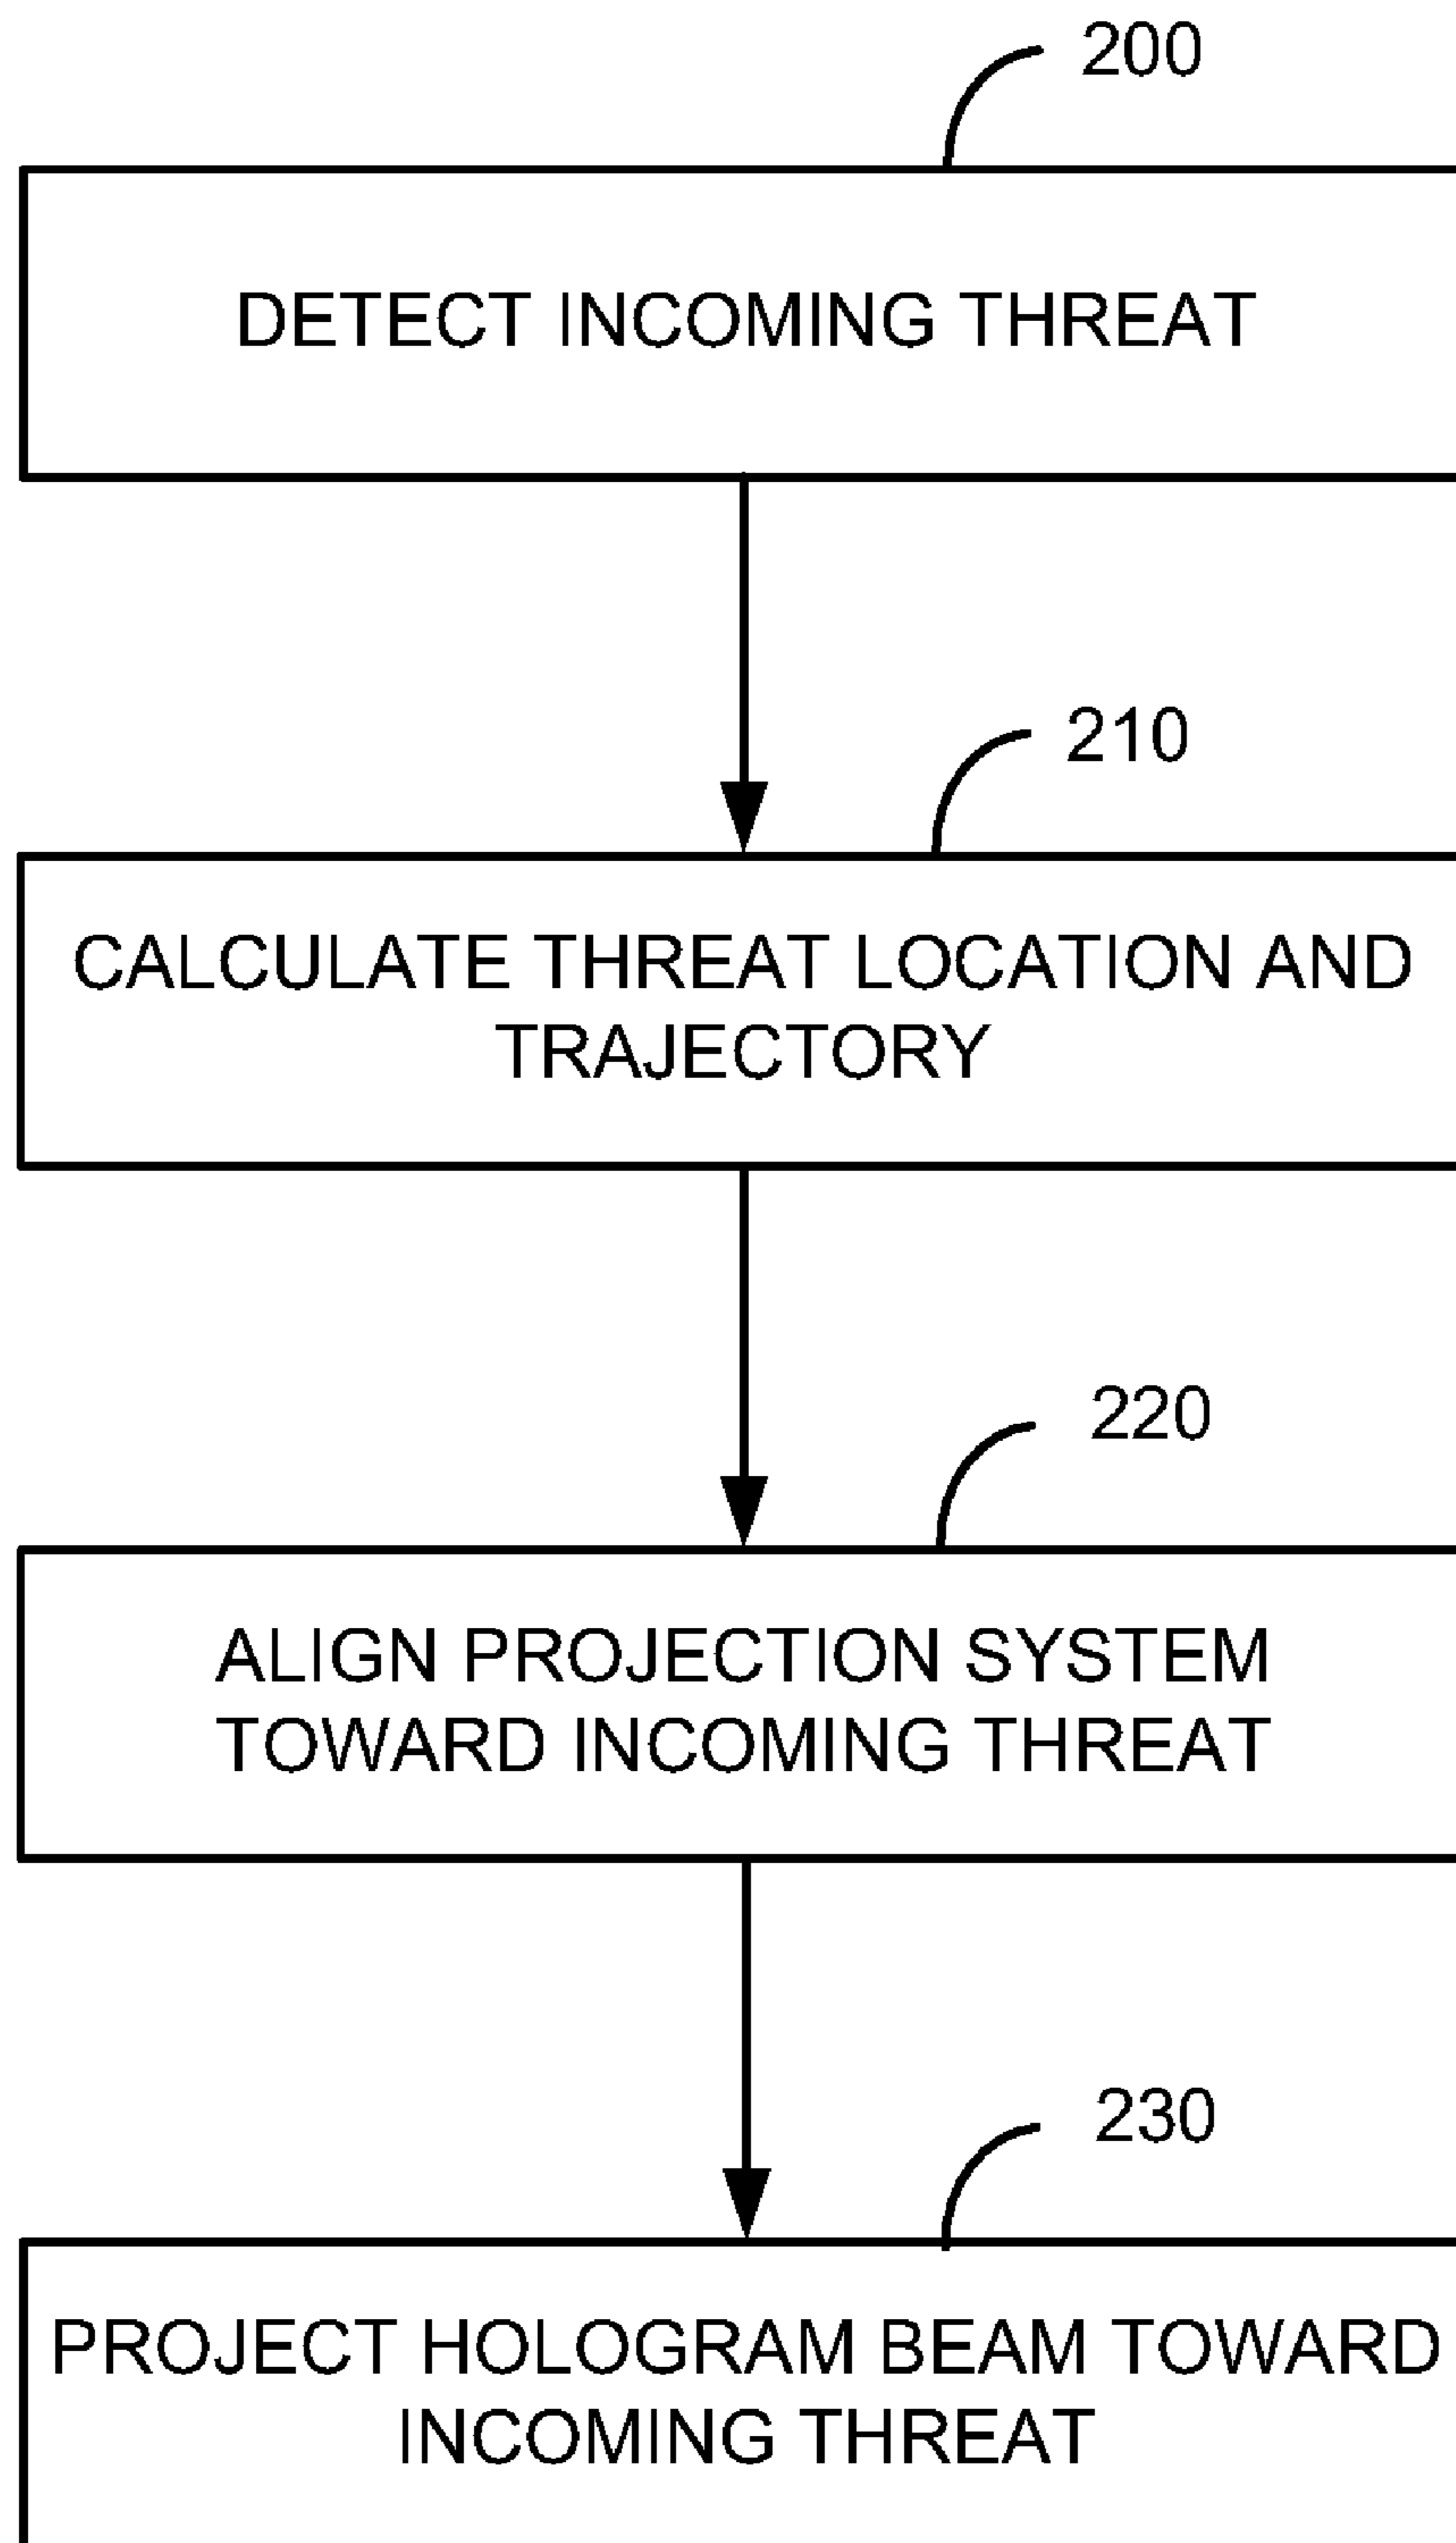 200
DETECT INCOMING THREAT
210
CALCULATE THREAT LOCATION AND
TRAJECTORY
220
ALIGN PROJECTION SYSTEM
TOWARD INCOMING THREAT
230
PROJECT HOLOGRAM BEAM TOWARD
INCOMING THREAT